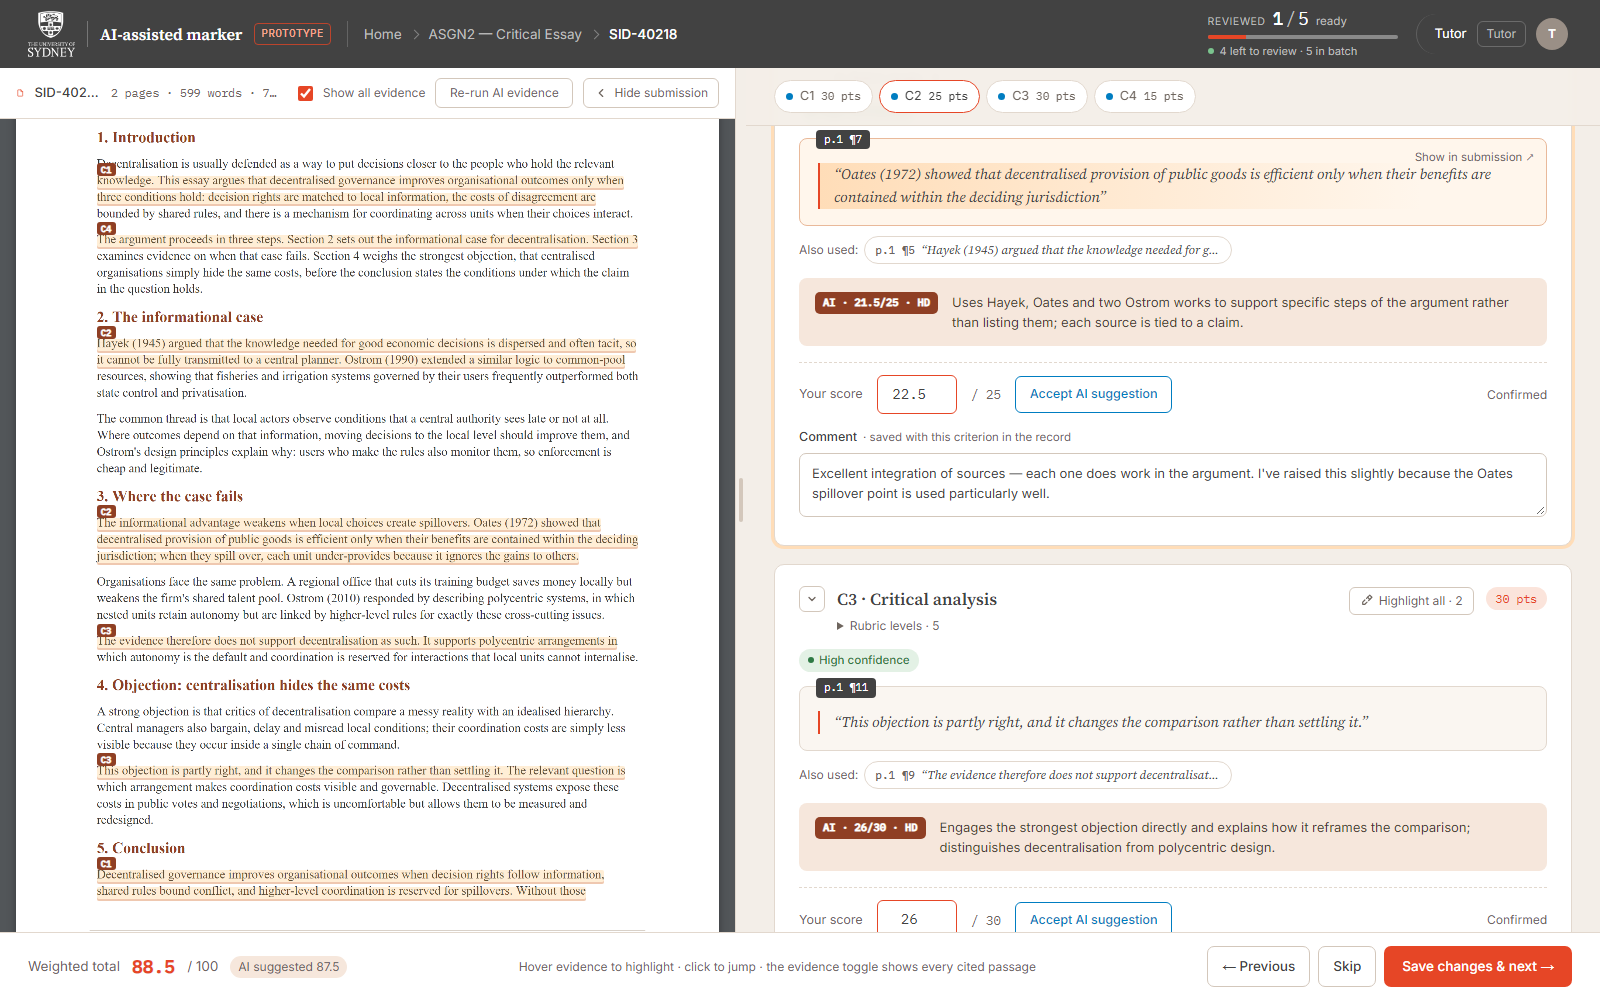 THE UNIVERSITY OF
SYDNEY
AI-assisted marker
PROTOTYPE
Home
ASGN2 — Critical Essay
SID-40218
REVIEWED 1 / 5 ready
4 left to review · 5 in batch
Tutor
Tutor
T
SID-402...
2 pages · 599 words · 7...
Show all evidence
Re-run AI evidence
Hide submission
1. Introduction
Decentralisation is usually defended as a way to put decisions closer to the people who hold the relevant
C1
knowledge. This essay argues that decentralised governance improves organisational outcomes only when
three conditions hold: decision rights are matched to local information, the costs of disagreement are
bounded by shared rules, and there is a mechanism for coordinating across units when their choices interact.
C4
The argument proceeds in three steps. Section 2 sets out the informational case for decentralisation. Section 3
examines evidence on when that case fails. Section 4 weighs the strongest objection, that centralised
organisations simply hide the same costs, before the conclusion states the conditions under which the claim
in the question holds.
2. The informational case
C2
Hayek (1945) argued that the knowledge needed for good economic decisions is dispersed and often tacit, so
it cannot be fully transmitted to a central planner. Ostrom (1990) extended a similar logic to common-pool
resources, showing that fisheries and irrigation systems governed by their users frequently outperformed both
state control and privatisation.
The common thread is that local actors observe conditions that a central authority sees late or not at all.
Where outcomes depend on that information, moving decisions to the local level should improve them, and
Ostrom's design principles explain why: users who make the rules also monitor them, so enforcement is
cheap and legitimate.
3. Where the case fails
C2
The informational advantage weakens when local choices create spillovers. Oates (1972) showed that
decentralised provision of public goods is efficient only when their benefits are contained within the deciding
jurisdiction; when they spill over, each unit under-provides because it ignores the gains to others.
Organisations face the same problem. A regional office that cuts its training budget saves money locally but
weakens the firm's shared talent pool. Ostrom (2010) responded by describing polycentric systems, in which
nested units retain autonomy but are linked by higher-level rules for exactly these cross-cutting issues.
C3
The evidence therefore does not support decentralisation as such. It supports polycentric arrangements in
which autonomy is the default and coordination is reserved for interactions that local units cannot internalise.
4. Objection: centralisation hides the same costs
A strong objection is that critics of decentralisation compare a messy reality with an idealised hierarchy.
Central managers also bargain, delay and misread local conditions; their coordination costs are simply less
visible because they occur inside a single chain of command.
C3
This objection is partly right, and it changes the comparison rather than settling it. The relevant question is
which arrangement makes coordination costs visible and governable. Decentralised systems expose these
costs in public votes and negotiations, which is uncomfortable but allows them to be measured and
redesigned.
5. Conclusion
C1
Decentralised governance improves organisational outcomes when decision rights follow information,
shared rules bound conflict, and higher-level coordination is reserved for spillovers. Without those
C1 30 pts
C2 25 pts
C3 30 pts
C4 15 pts
p.1 ¶7
Show in submission ↗
“Oates (1972) showed that decentralised provision of public goods is efficient only when their benefits are
contained within the deciding jurisdiction”
Also used:
p.1 ¶5 “Hayek (1945) argued that the knowledge needed for g...
AI · 21.5/25 · HD
Uses Hayek, Oates and two Ostrom works to support specific steps of the argument rather
than listing them; each source is tied to a claim.
Your score
22.5
/ 25
Accept AI suggestion
Confirmed
Comment · saved with this criterion in the record
Excellent integration of sources — each one does work in the argument. I've raised this slightly because the Oates
spillover point is used particularly well.
C3 · Critical analysis
Highlight all · 2
30 pts
▶ Rubric levels · 5
High confidence
p.1 ¶11
“This objection is partly right, and it changes the comparison rather than settling it.”
Also used:
p.1 ¶9 “The evidence therefore does not support decentralisat...
AI · 26/30 · HD
Engages the strongest objection directly and explains how it reframes the comparison;
distinguishes decentralisation from polycentric design.
Your score
26
/ 30
Accept AI suggestion
Confirmed
Weighted total 88.5 / 100
AI suggested 87.5
Hover evidence to highlight · click to jump · the evidence toggle shows every cited passage
← Previous
Skip
Save changes & next →